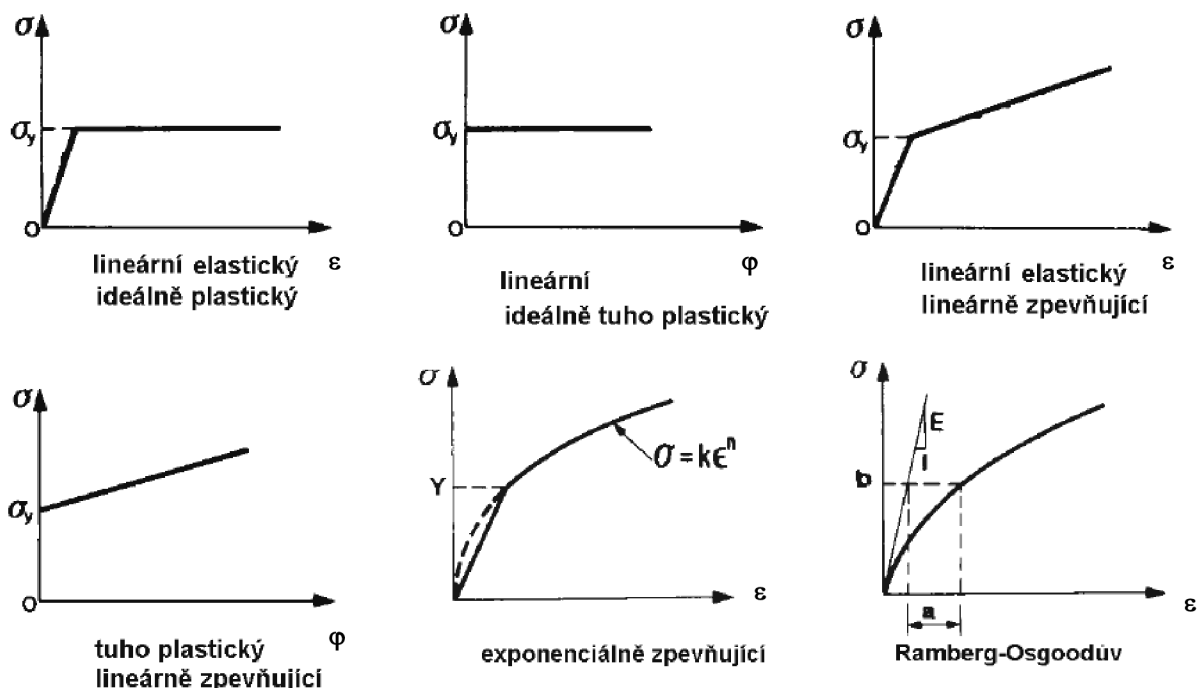 σ
σy
O
lineární elastický ε
ideálně plastický
σ
σy
φ
lineární
ideálně tuho plastický
σ
σy
O
lineární elastický ε
lineárně zpevňující
σ
σy
O
tuho plastický φ
lineárně zpevňující
σ
Y
σ = kϵⁿ
ε
exponenciálně zpevňující
σ
E
1
b
a
ε
Ramberg-Osgoodův